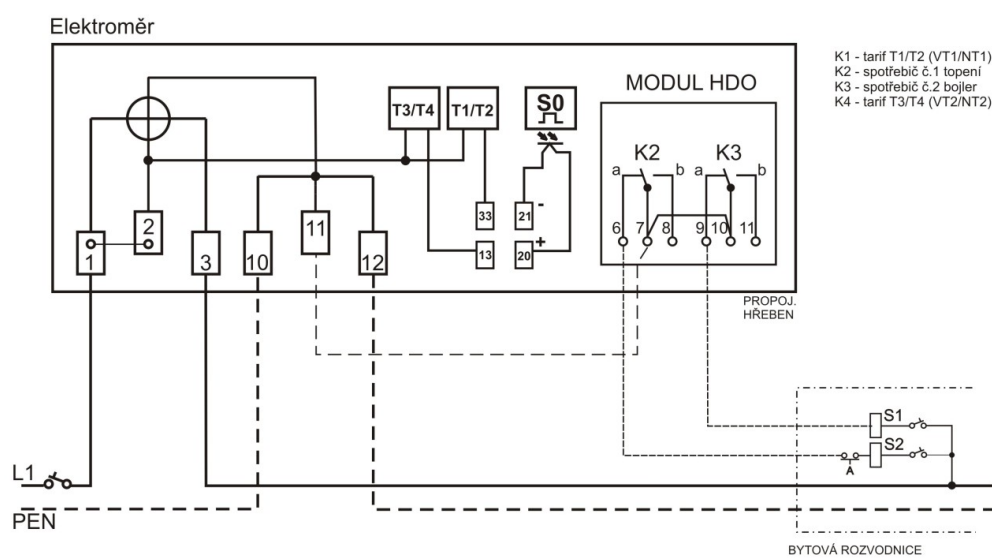 Elektroměr
K1 - tarif T1/T2 (VT1/NT1)
K2 - spotřebič č.1 topení
K3 - spotřebič č.2 bojler
K4 - tarif T3/T4 (VT2/NT2)
MODUL HDO
T3/T4
T1/T2
S0
K2
K3
a
b
a
b
2
11
33
21
-
6
7
8
9
10
11
1
3
10
12
13
20
+
PROPOJ.
HŘEBEN
S1
S2
A
L1
PEN
BYTOVÁ ROZVODNICE